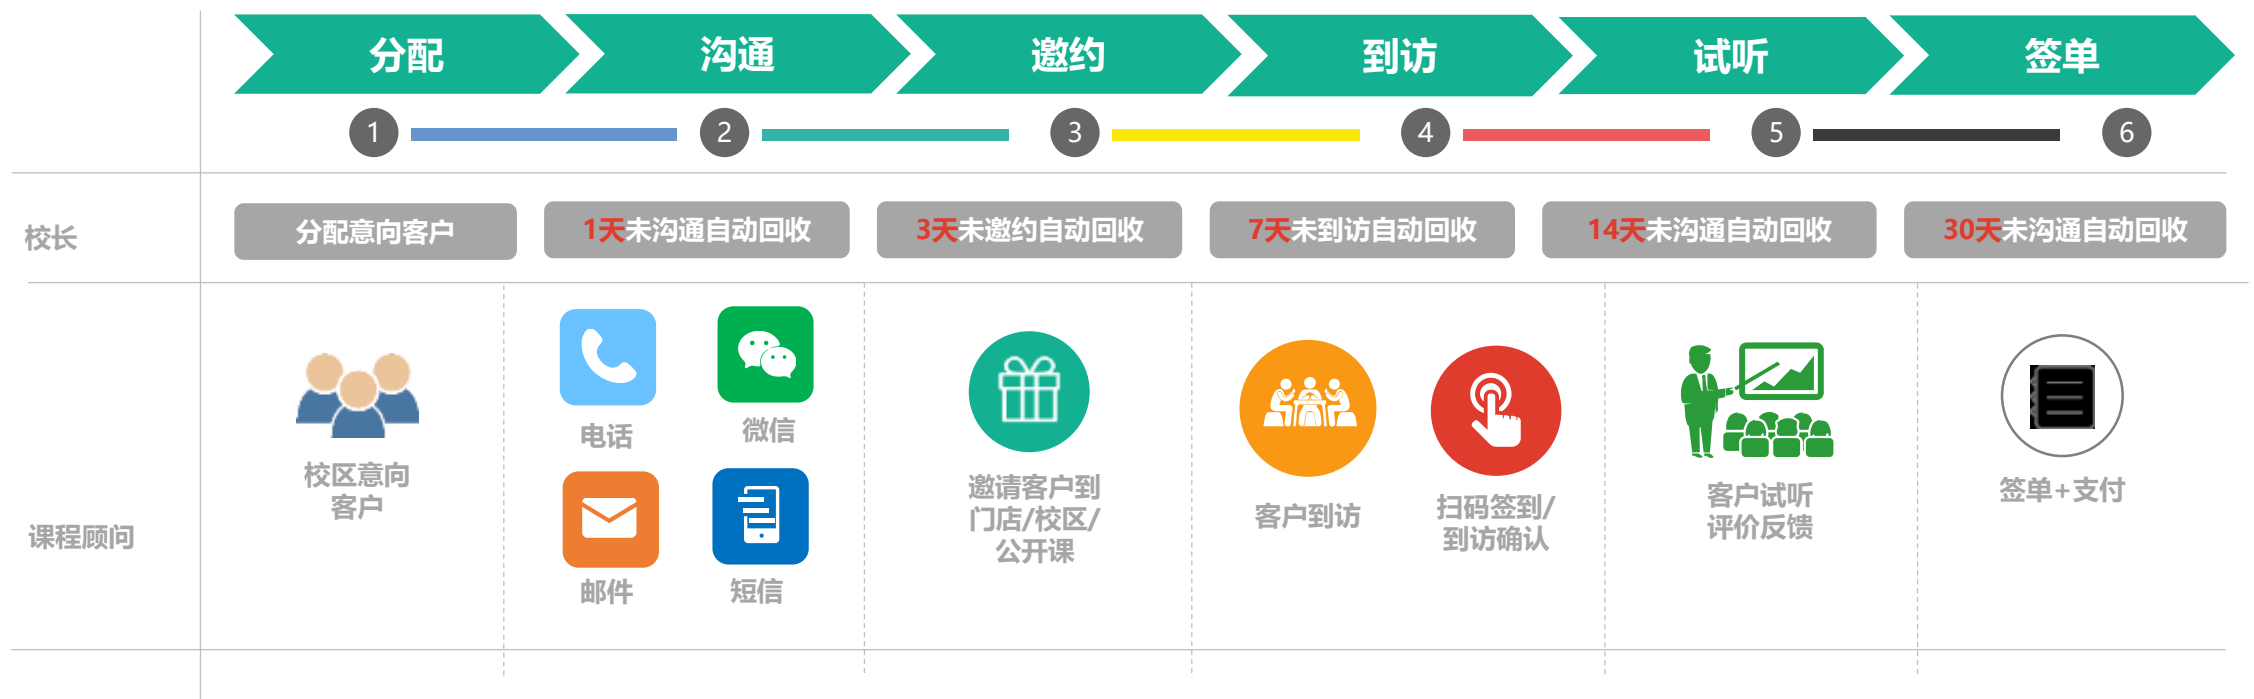 分配
沟通
邀约
到访
试听
签单
1
2
3
4
5
6
校长
分配意向客户
1天未沟通自动回收
3天未邀约自动回收
7天未到访自动回收
14天未沟通自动回收
30天未沟通自动回收
课程顾问
校区意向
客户
电话
微信
邮件
短信
邀请客户到
门店/校区/
公开课
客户到访
扫码签到/
到访确认
客户试听
评价反馈
签单+支付